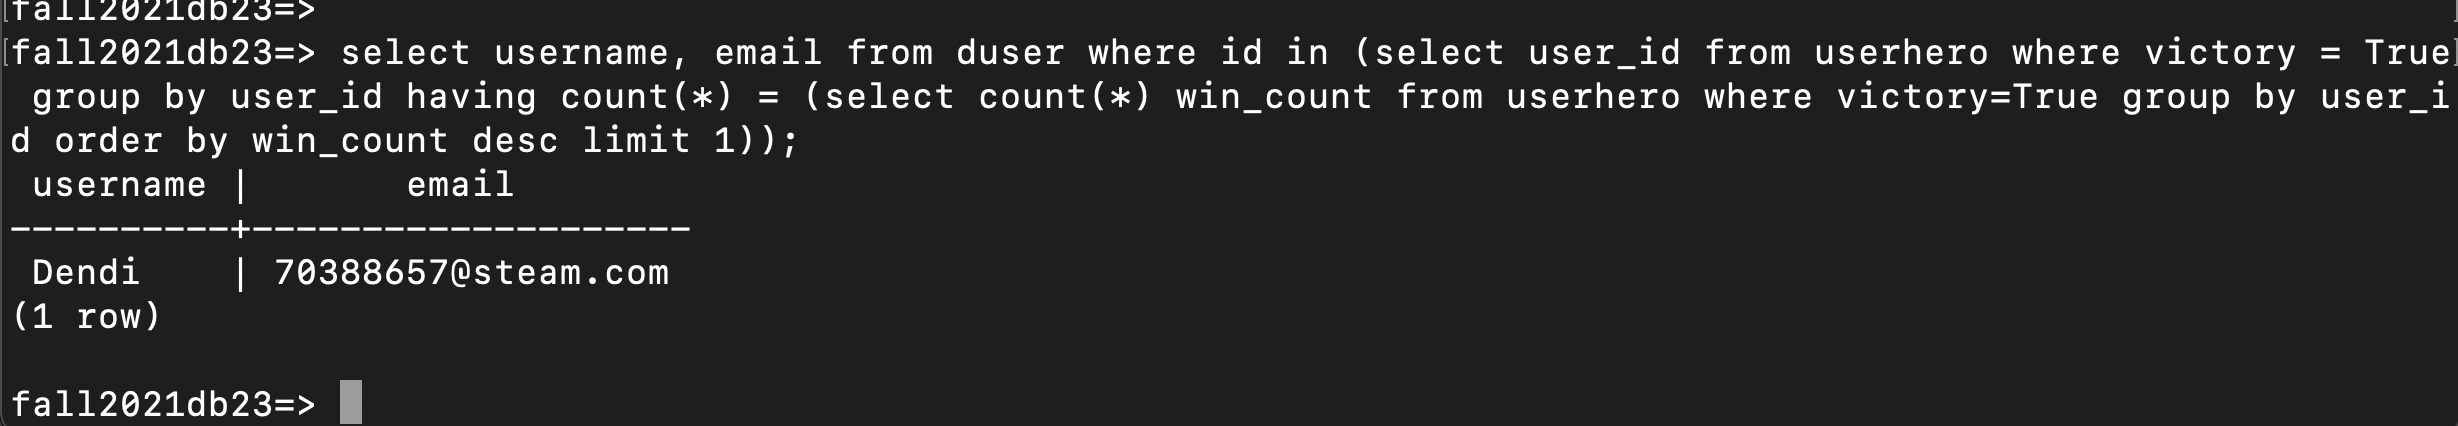 [fall2021db23=>
[fall2021db23=> select username, email from duser where id in (select user_id from userhero where victory = True]
 group by user_id having count(*) = (select count(*) win_count from userhero where victory=True group by user_i
d order by win_count desc limit 1));
 username |       email
----------+--------------------
 Dendi    | 70388657@steam.com
(1 row)
fall2021db23=>